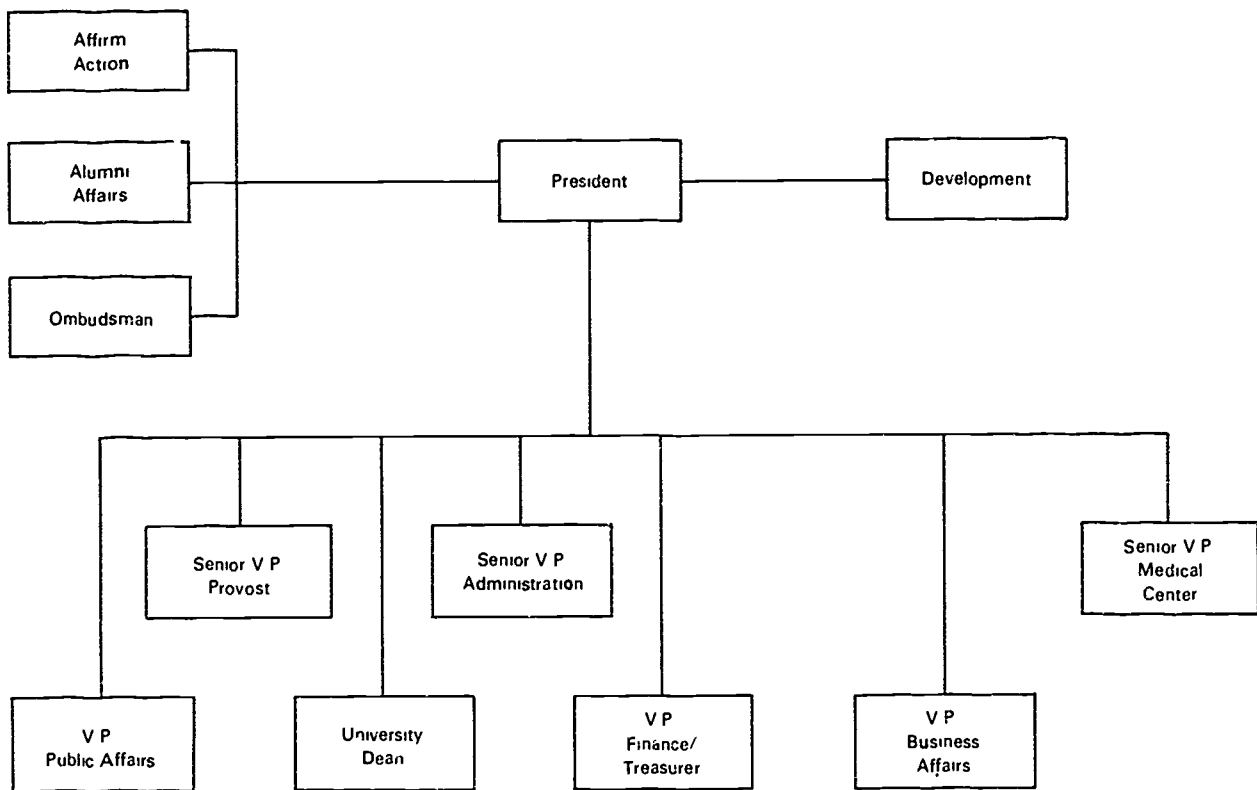 Affirm
Action
Alumni
Affairs
President
Development
Ombudsman
Senior V P
Provost
Senior V P
Administration
Senior V P
Medical
Center
V P
Public Affairs
University
Dean
V P
Finance/
Treasurer
V P
Business
Affairs